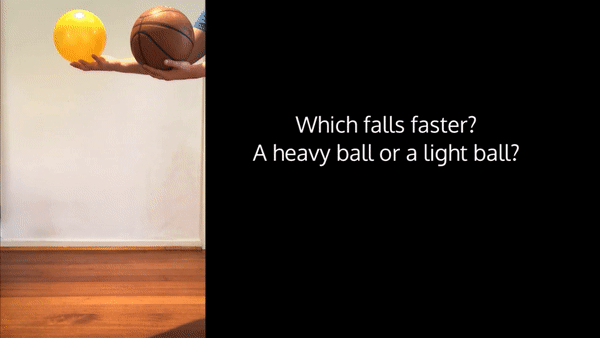 Which falls faster?
A heavy ball or a light ball?